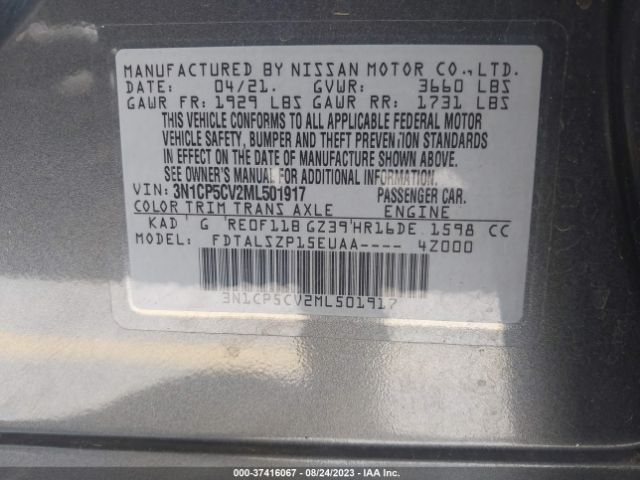 MANUFACTURED BY NISSAN MOTOR CO., LTD.
DATE: 04/21. GVWR: 3660 LBS
GAWR FR: 1929 LBS GAWR RR: 1731 LBS
THIS VEHICLE CONFORMS TO ALL APPLICABLE FEDERAL MOTOR
VEHICLE SAFETY, BUMPER AND THEFT PREVENTION STANDARDS
IN EFFECT ON THE DATE OF MANUFACTURE SHOWN ABOVE.
SEE OWNER'S MANUAL FOR ADDITIONAL INFORMATION.
VIN: 3N1CP5CV2ML501917 PASSENGER CAR.
COLOR TRIM TRANS AXLE ENGINE
KAD G RE0F11B GZ39 HR16DE 1598 CC
MODEL: FDTALSZP15EUAA---- 4Z000
3N1CP5CV2ML501917
000-37416067 - 08/24/2023 - IAA Inc.